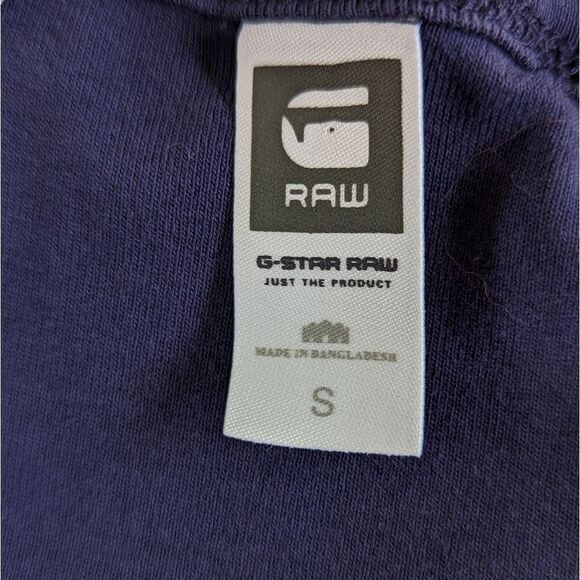 RAW
G-STAR RAW
JUST THE PRODUCT
MADE IN BANGLADESH
S